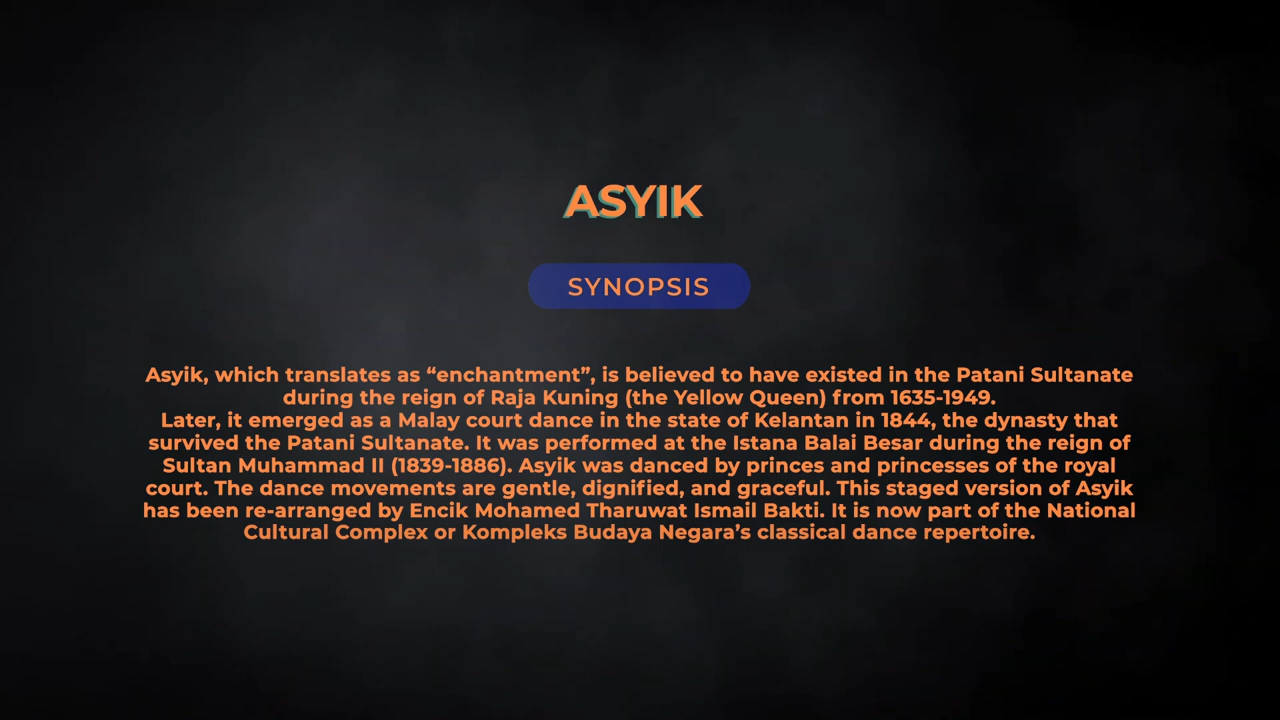 ASYIK
SYNOPSIS
Asyik, which translates as “enchantment”, is believed to have existed in the Patani Sultanate
during the reign of Raja Kuning (the Yellow Queen) from 1635-1949.
Later, it emerged as a Malay court dance in the state of Kelantan in 1844, the dynasty that
survived the Patani Sultanate. It was performed at the Istana Balai Besar during the reign of
Sultan Muhammad II (1839-1886). Asyik was danced by princes and princesses of the royal
court. The dance movements are gentle, dignified, and graceful. This staged version of Asyik
has been re-arranged by Encik Mohamed Tharuwat Ismail Bakti. It is now part of the National
Cultural Complex or Kompleks Budaya Negara’s classical dance repertoire.